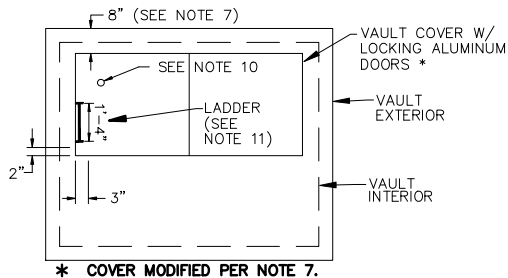 8" (SEE NOTE 7)
VAULT COVER W/
LOCKING ALUMINUM
DOORS *
SEE NOTE 10
1'-4"
LADDER
(SEE
NOTE 11)
VAULT
EXTERIOR
2"
3"
VAULT
INTERIOR
* COVER MODIFIED PER NOTE 7.